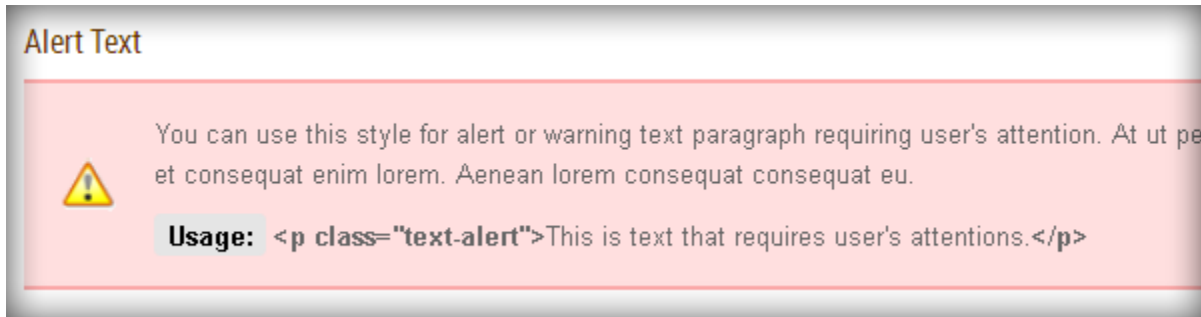 Alert Text
You can use this style for alert or warning text paragraph requiring user's attention. At ut
et consequat enim lorem. Aenean lorem consequat consequat eu.
Usage: <p class="text-alert">This is text that requires user's attentions.</p>